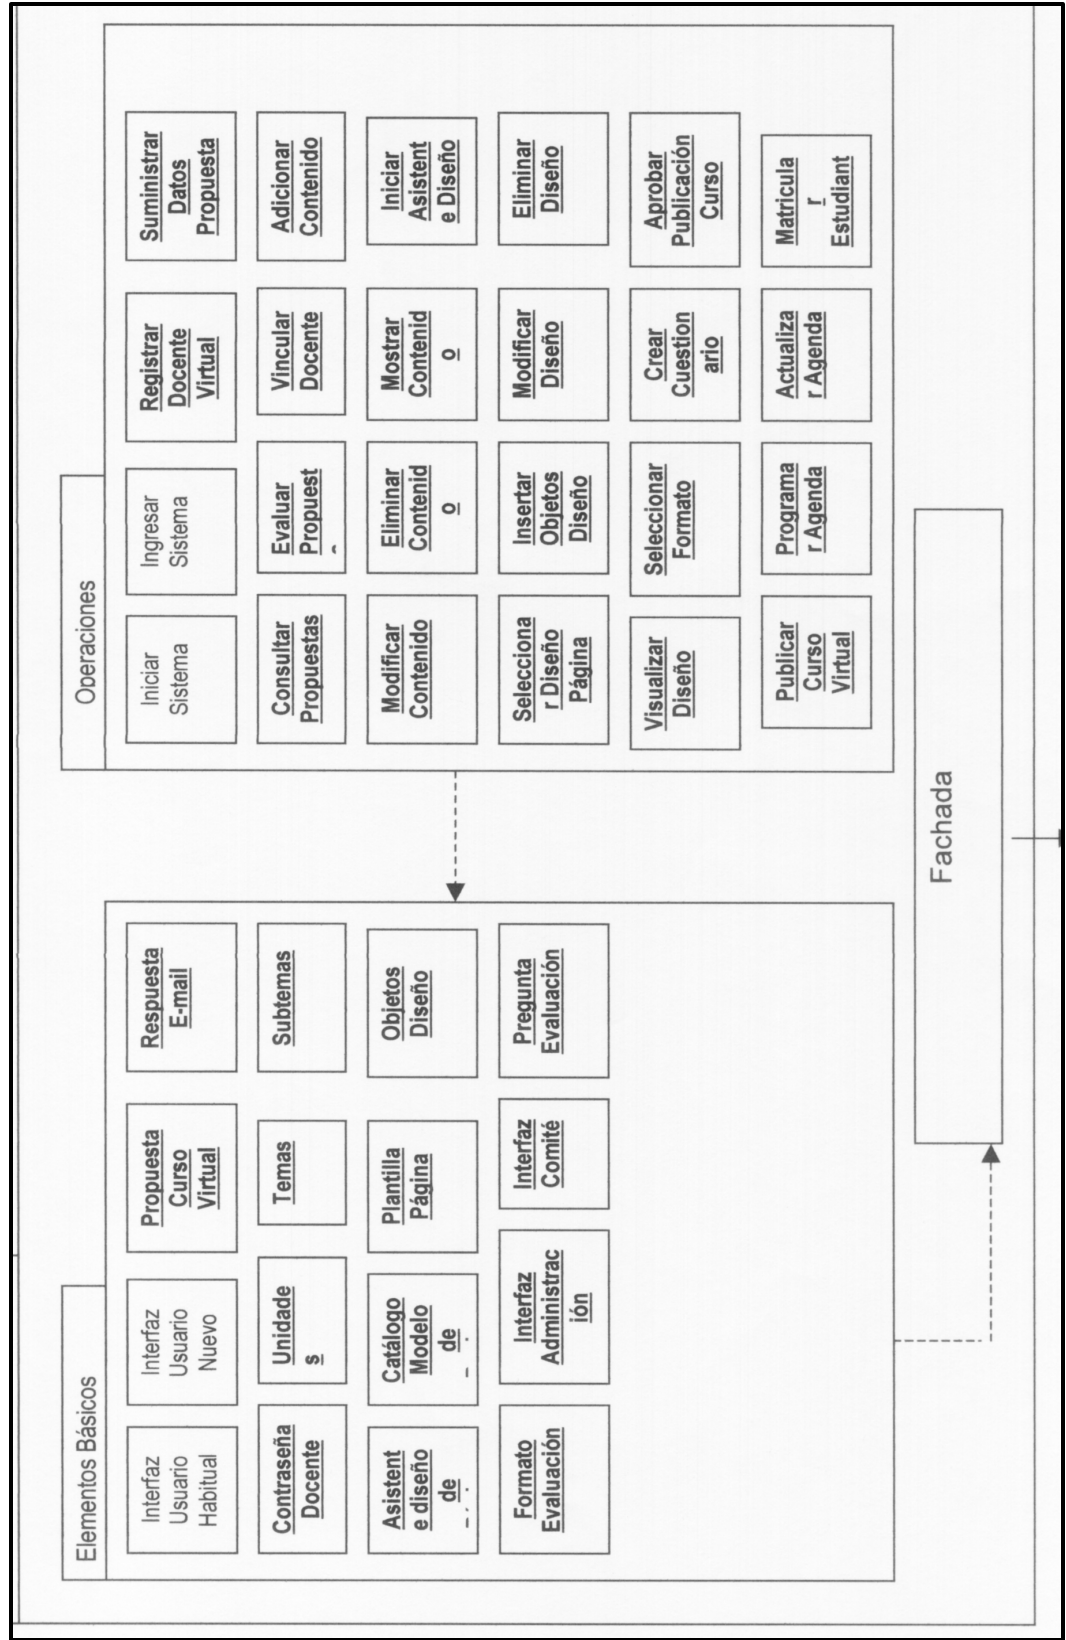 Elementos Básicos
Interfaz
Usuario
Habitual
Interfaz
Usuario
Nuevo
Propuesta
Curso
Virtual
Respuesta
E-mail
Contraseña
Docente
Unidade
s
Temas
Subtemas
Asistent
e diseño
de
Catálogo
Modelo
de
Plantilla
Página
Objetos
Diseño
Formato
Evaluación
Interfaz
Administrac
ión
Interfaz
Comité
Pregunta
Evaluación
Operaciones
Iniciar
Sistema
Ingresar
Sistema
Registrar
Docente
Virtual
Suministrar
Datos
Propuesta
Consultar
Propuestas
Evaluar
Propuest
Vincular
Docente
Adicionar
Contenido
Modificar
Contenido
Eliminar
Contenid
o
Mostrar
Contenid
o
Iniciar
Asistent
e Diseño
Selecciona
r Diseño
Página
Insertar
Objetos
Diseño
Modificar
Diseño
Eliminar
Diseño
Visualizar
Diseño
Seleccionar
Formato
Crear
Cuestion
ario
Aprobar
Publicación
Curso
Publicar
Curso
Virtual
Programa
r Agenda
Actualiza
r Agenda
Matricula
r
Estudiant
Fachada